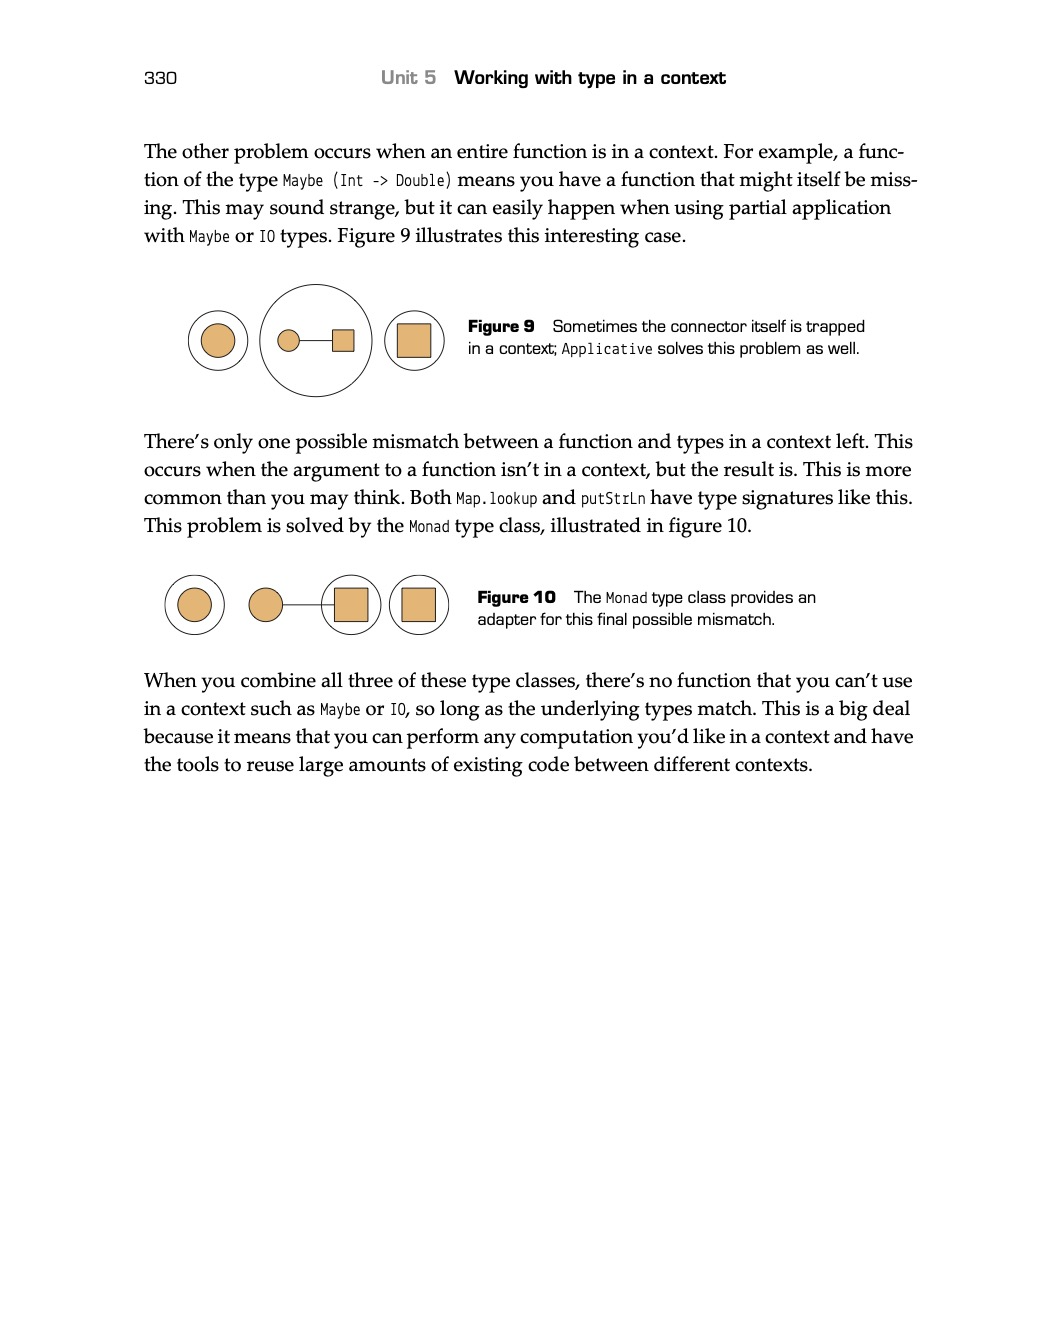 330
Unit 5 Working with type in a context
The other problem occurs when an entire function is in a context. For example, a func-
tion of the type Maybe (Int -> Double) means you have a function that might itself be miss-
ing. This may sound strange, but it can easily happen when using partial application
with Maybe or IO types. Figure 9 illustrates this interesting case.
Figure 9 Sometimes the connector itself is trapped
in a context; Applicative solves this problem as well.
There's only one possible mismatch between a function and types in a context left. This
occurs when the argument to a function isn't in a context, but the result is. This is more
common than you may think. Both Map.lookup and putStrLn have type signatures like this.
This problem is solved by the Monad type class, illustrated in figure 10.
Figure 10 The Monad type class provides an
adapter for this final possible mismatch.
When you combine all three of these type classes, there's no function that you can't use
in a context such as Maybe or IO, so long as the underlying types match. This is a big deal
because it means that you can perform any computation you'd like in a context and have
the tools to reuse large amounts of existing code between different contexts.